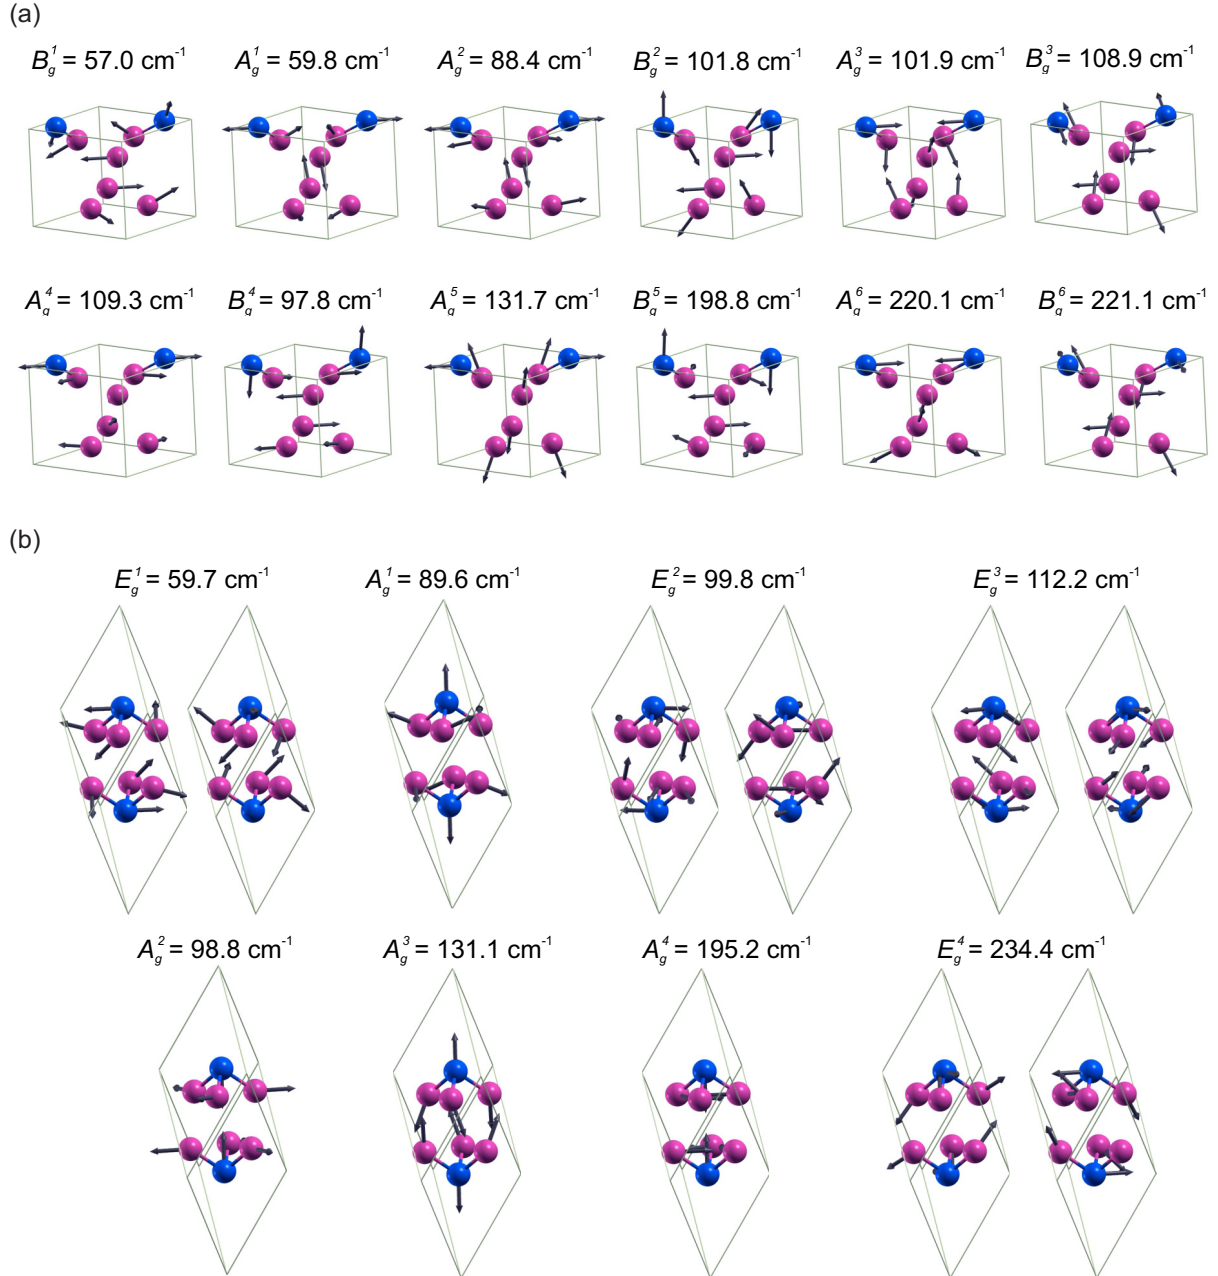 (a)
B_g^1 = 57.0 cm^-1 A_g^1 = 59.8 cm^-1 A_g^2 = 88.4 cm^-1 B_g^2 = 101.8 cm^-1 A_g^3 = 101.9 cm^-1 B_g^3 = 108.9 cm^-1
A_g^4 = 109.3 cm^-1 B_g^4 = 97.8 cm^-1 A_g^5 = 131.7 cm^-1 B_g^5 = 198.8 cm^-1 A_g^6 = 220.1 cm^-1 B_g^6 = 221.1 cm^-1
(b)
E_g^1 = 59.7 cm^-1 A_g^1 = 89.6 cm^-1 E_g^2 = 99.8 cm^-1 E_g^3 = 112.2 cm^-1
A_g^2 = 98.8 cm^-1 A_g^3 = 131.1 cm^-1 A_g^4 = 195.2 cm^-1 E_g^4 = 234.4 cm^-1